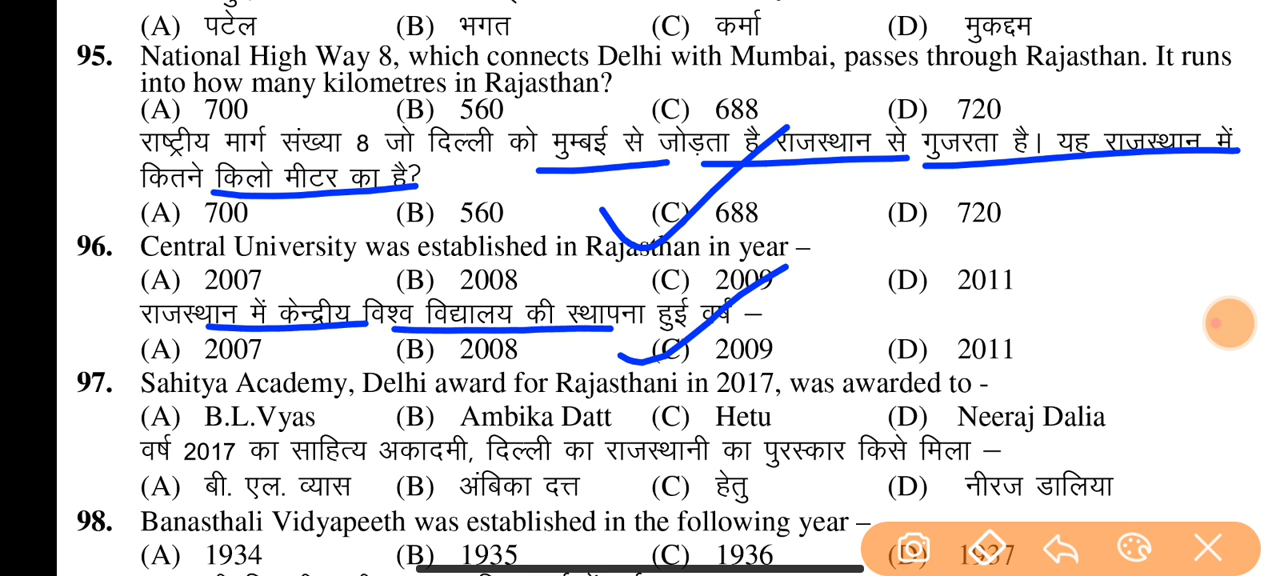 (A) पटेल (B) भगत (C) कर्मा (D) मुकद्दम
95. National High Way 8, which connects Delhi with Mumbai, passes through Rajasthan. It runs
into how many kilometres in Rajasthan?
(A) 700 (B) 560 (C) 688 (D) 720
राष्ट्रीय मार्ग संख्या 8 जो दिल्ली को मुम्बई से जोड़ता है राजस्थान से गुजरता है। यह राजस्थान में
कितने किलो मीटर का है?
(A) 700 (B) 560 (C) 688 (D) 720
96. Central University was established in Rajasthan in year –
(A) 2007 (B) 2008 (C) 2009 (D) 2011
राजस्थान में केन्द्रीय विश्व विद्यालय की स्थापना हुई वर्ष –
(A) 2007 (B) 2008 (C) 2009 (D) 2011
97. Sahitya Academy, Delhi award for Rajasthani in 2017, was awarded to -
(A) B.L.Vyas (B) Ambika Datt (C) Hetu (D) Neeraj Dalia
वर्ष 2017 का साहित्य अकादमी, दिल्ली का राजस्थानी का पुरस्कार किसे मिला –
(A) बी. एल. व्यास (B) अंबिका दत्त (C) हेतु (D) नीरज डालिया
98. Banasthali Vidyapeeth was established in the following year –
(A) 1934 (B) 1935 (C) 1936 (D) 1937